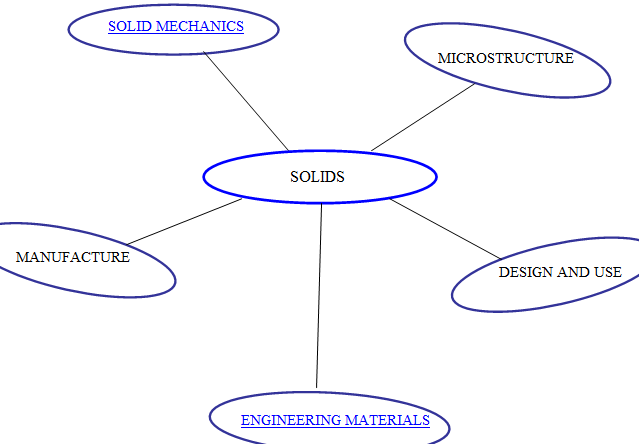 SOLID MECHANICS
MICROSTRUCTURE
SOLIDS
MANUFACTURE
DESIGN AND USE
ENGINEERING MATERIALS